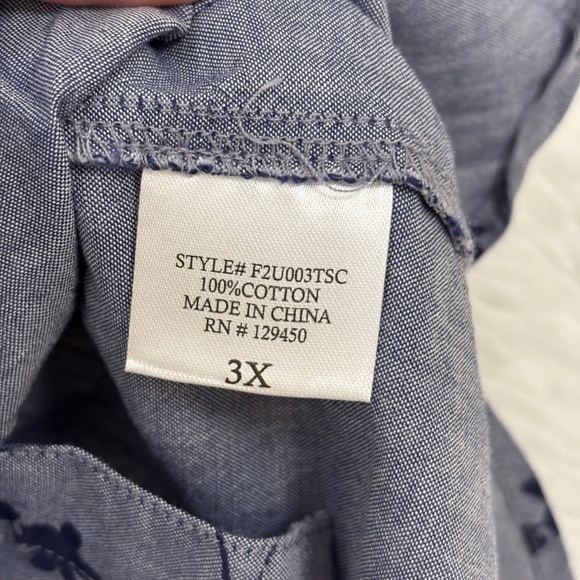 STYLE# F2U003TSC
100%COTTON
MADE IN CHINA
RN # 129450
3X